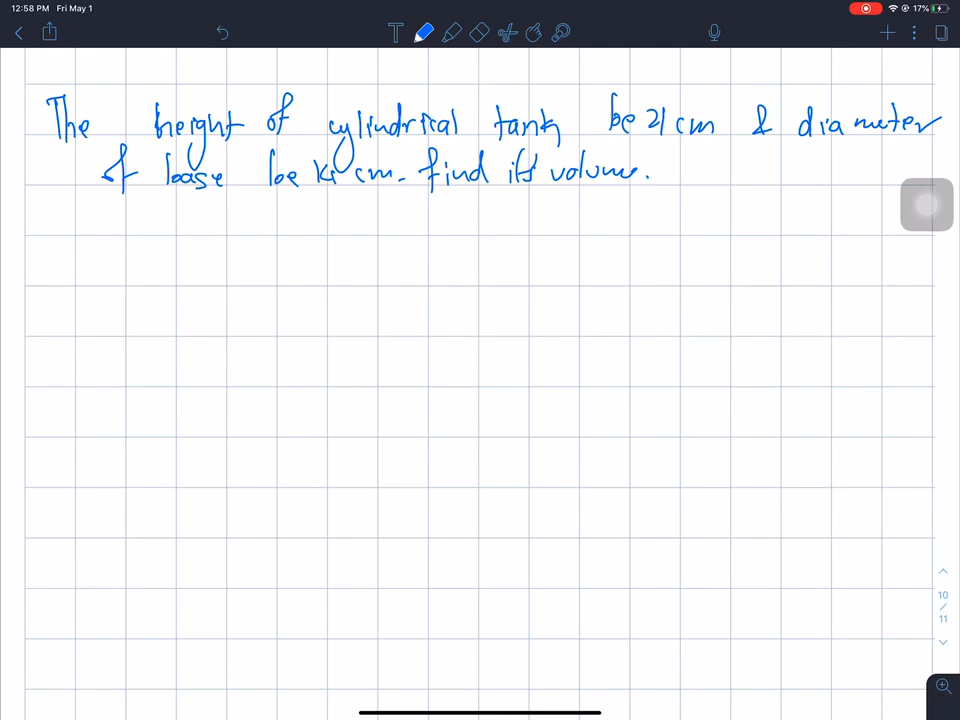 12:58 PM Fri May 1
17%
T
The height of cylindrical tank be 21 cm & diameter
of base be cm. find its volume.
10
/
11